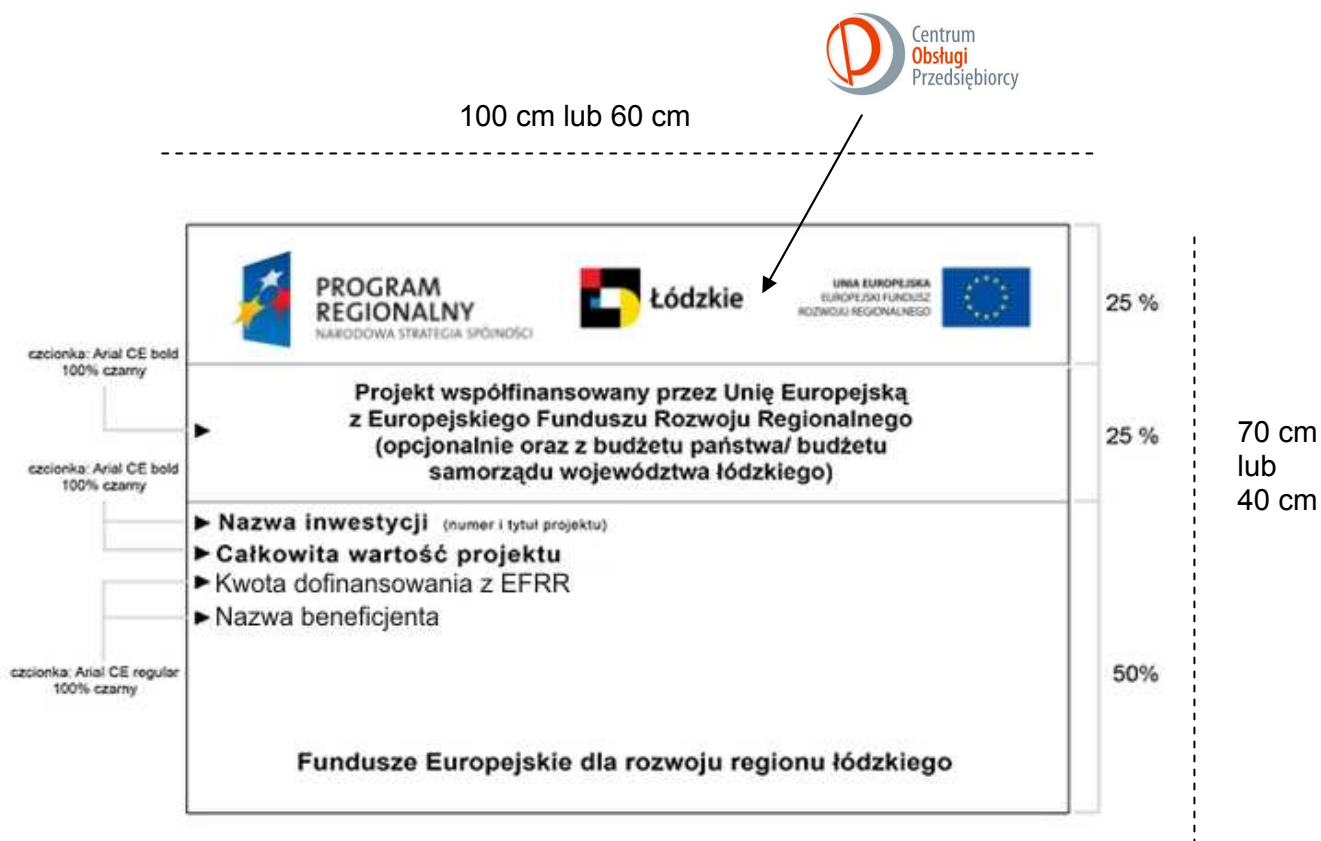 Centrum
Obsługi
Przedsiębiorcy
100 cm lub 60 cm
PROGRAM
REGIONALNY
NARODOWA STRATEGIA SPÓJNOŚCI
Łódzkie
UNIA EUROPEJSKA
EUROPEJSKI FUNDUSZ
ROZWOJU REGIONALNEGO
25 %
czcionka: Arial CE bold
100% czarny
Projekt współfinansowany przez Unię Europejską
z Europejskiego Funduszu Rozwoju Regionalnego
(opcjonalnie oraz z budżetu państwa/ budżetu
samorządu województwa łódzkiego)
25 %
70 cm
lub
40 cm
czcionka: Arial CE bold
100% czarny
Nazwa inwestycji (numer i tytuł projektu)
Całkowita wartość projektu
Kwota dofinansowania z EFRR
Nazwa beneficjenta
czcionka: Arial CE regular
100% czarny
50%
Fundusze Europejskie dla rozwoju regionu łódzkiego